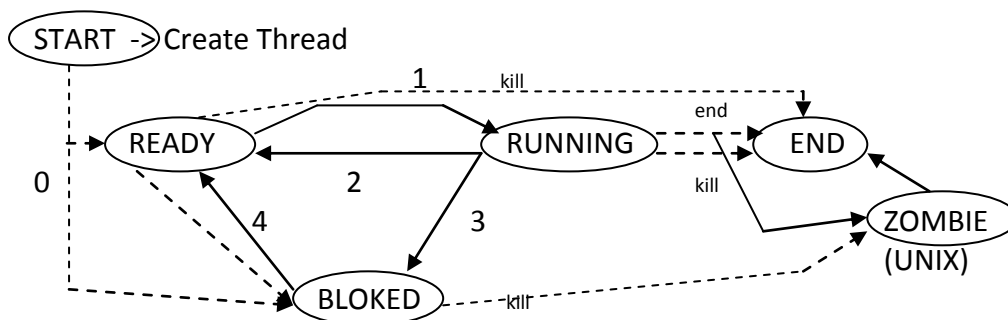 START -> Create Thread
1
kill
end
READY
RUNNING
END
0
2
kill
4
3
ZOMBIE
(UNIX)
BLOKED
kill